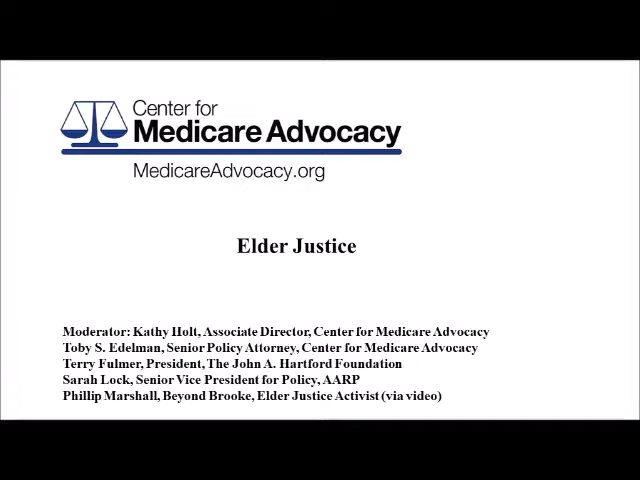 Center for
Medicare Advocacy
MedicareAdvocacy.org
Elder Justice
Moderator: Kathy Holt, Associate Director, Center for Medicare Advocacy
Toby S. Edelman, Senior Policy Attorney, Center for Medicare Advocacy
Terry Fulmer, President, The John A. Hartford Foundation
Sarah Lock, Senior Vice President for Policy, AARP
Phillip Marshall, Beyond Brooke, Elder Justice Activist (via video)